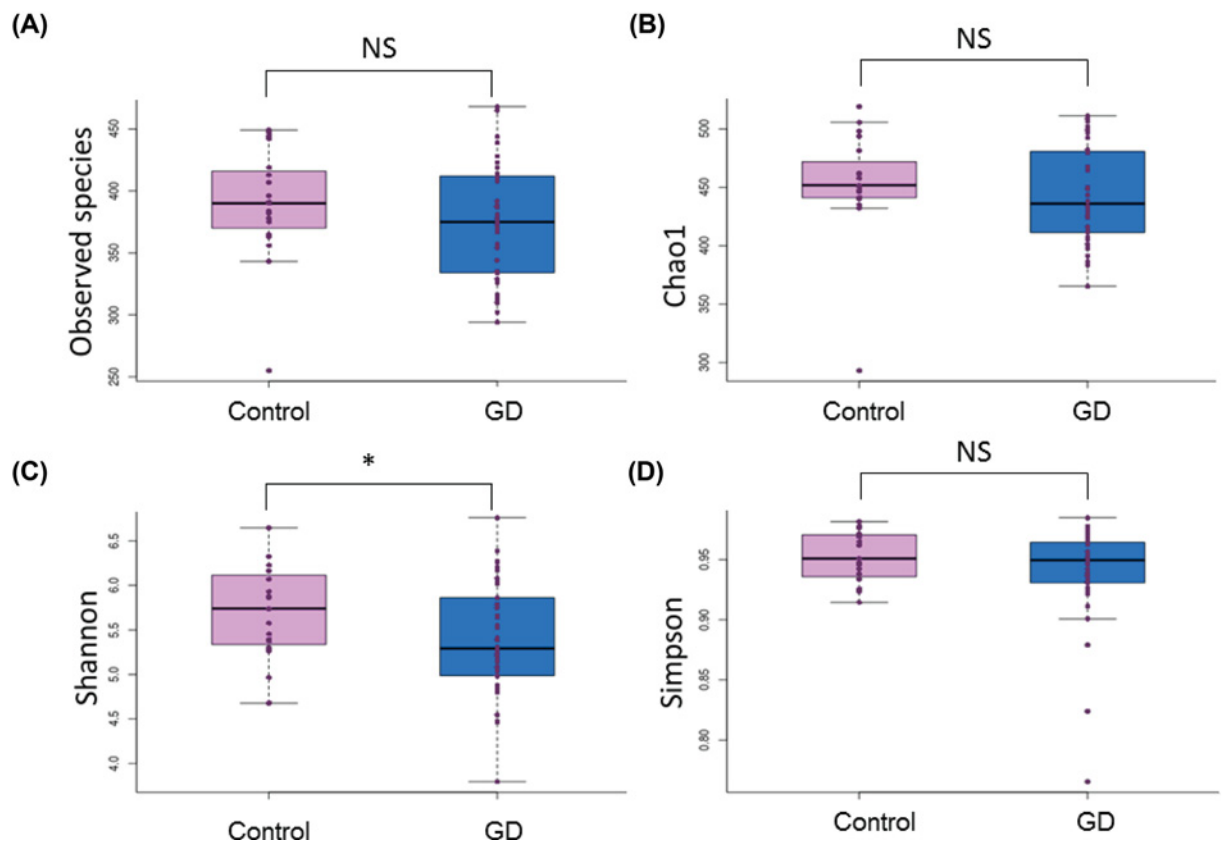 (A)
NS
Observed species
450
400
350
300
250
Control
GD
(B)
NS
Chao1
500
450
400
350
300
Control
GD
(C)
*
Shannon
6.5
6.0
5.5
5.0
4.5
4.0
Control
GD
(D)
NS
Simpson
0.95
0.90
0.85
0.80
Control
GD